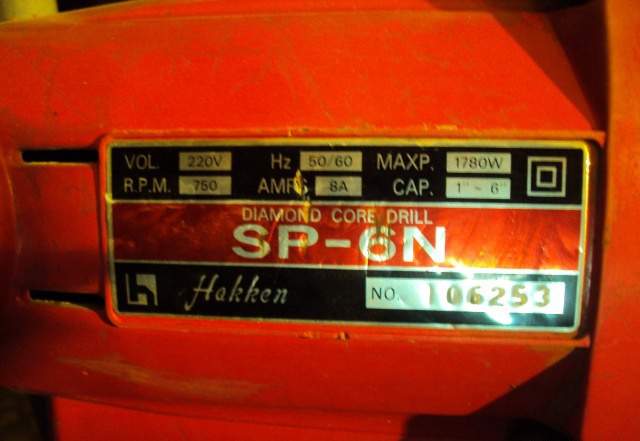 VOL. 220V Hz 50/60 MAXP. 1780W
R.P.M. 750 AMPS 8A CAP. 1" ~ 6"
DIAMOND CORE DRILL
SP-6N
Hakken NO. 106253